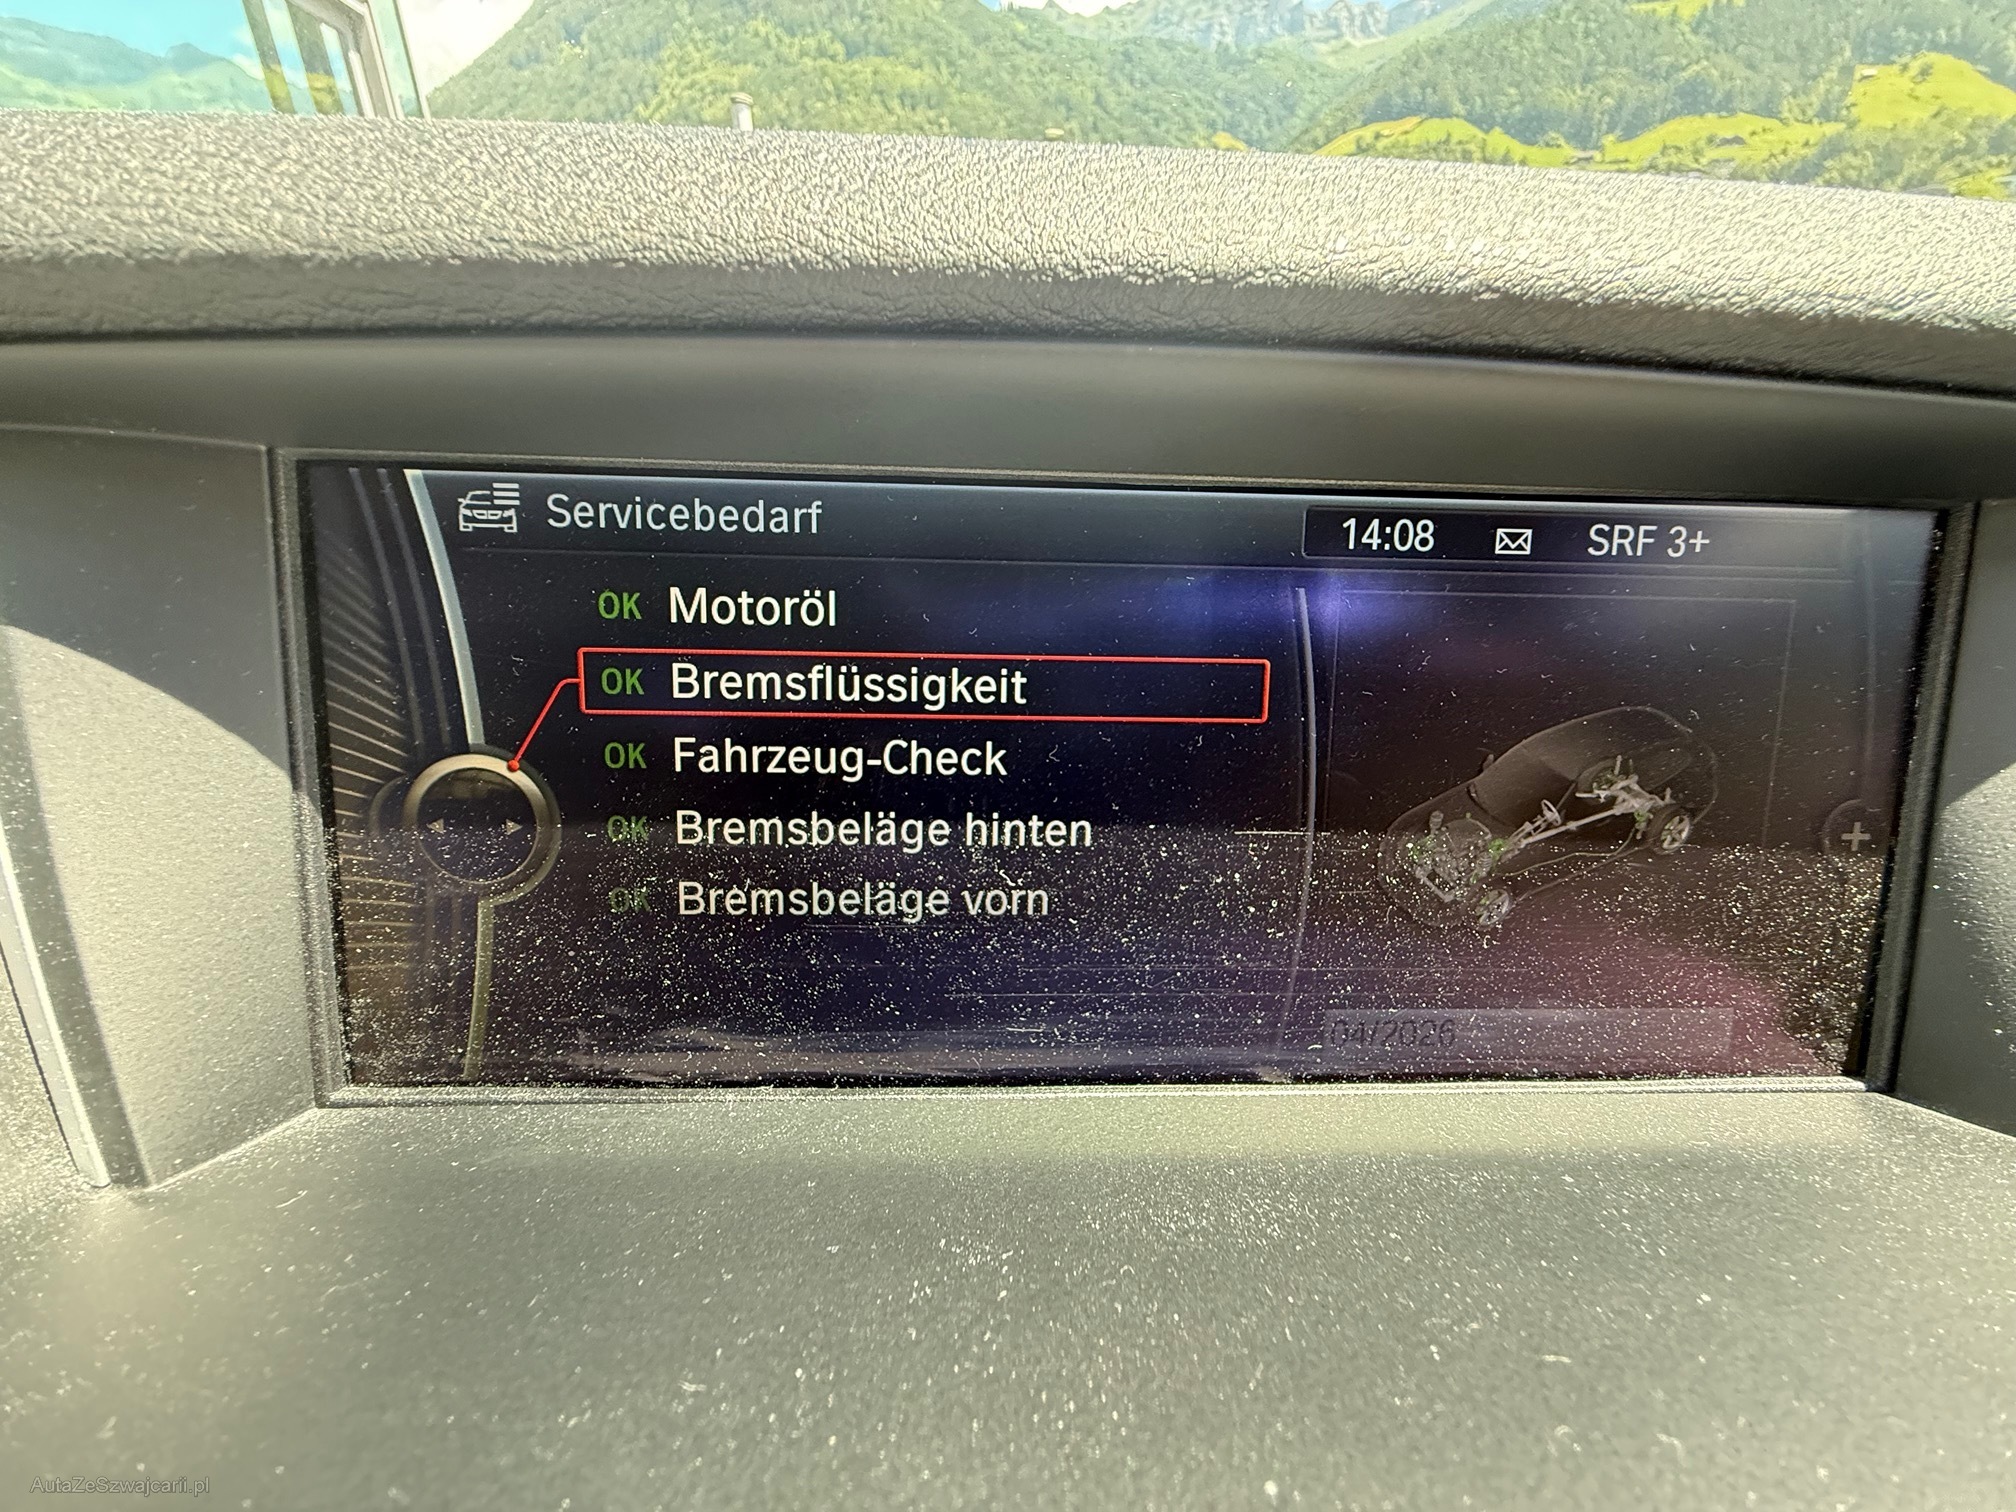 Servicebedarf
14:08 SRF 3+
OK Motoröl
OK Bremsflüssigkeit
OK Fahrzeug-Check
OK Bremsbeläge hinten
OK Bremsbeläge vorn
04/2026
AutaZeSzwajcarii.pl